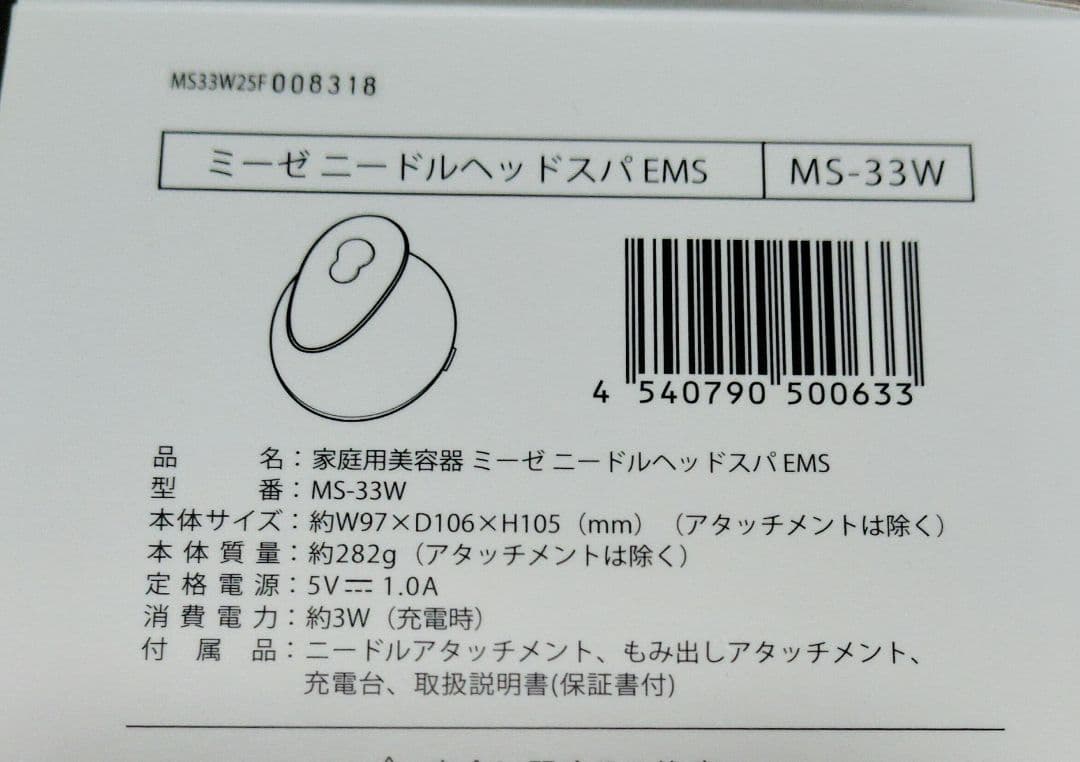 MS33W25F008318
ミーゼ ニードルヘッドスパEMS MS-33W
4 540790 500633
品名：家庭用美容器 ミーゼ ニードルヘッドスパEMS
型番：MS-33W
本体サイズ：約W97×D106×H105（mm）（アタッチメントは除く）
本体質量：約282g（アタッチメントは除く）
定格電源：5V⎓1.0A
消費電力：約3W（充電時）
付属品：ニードルアタッチメント、もみ出しアタッチメント、
充電台、取扱説明書(保証書付)